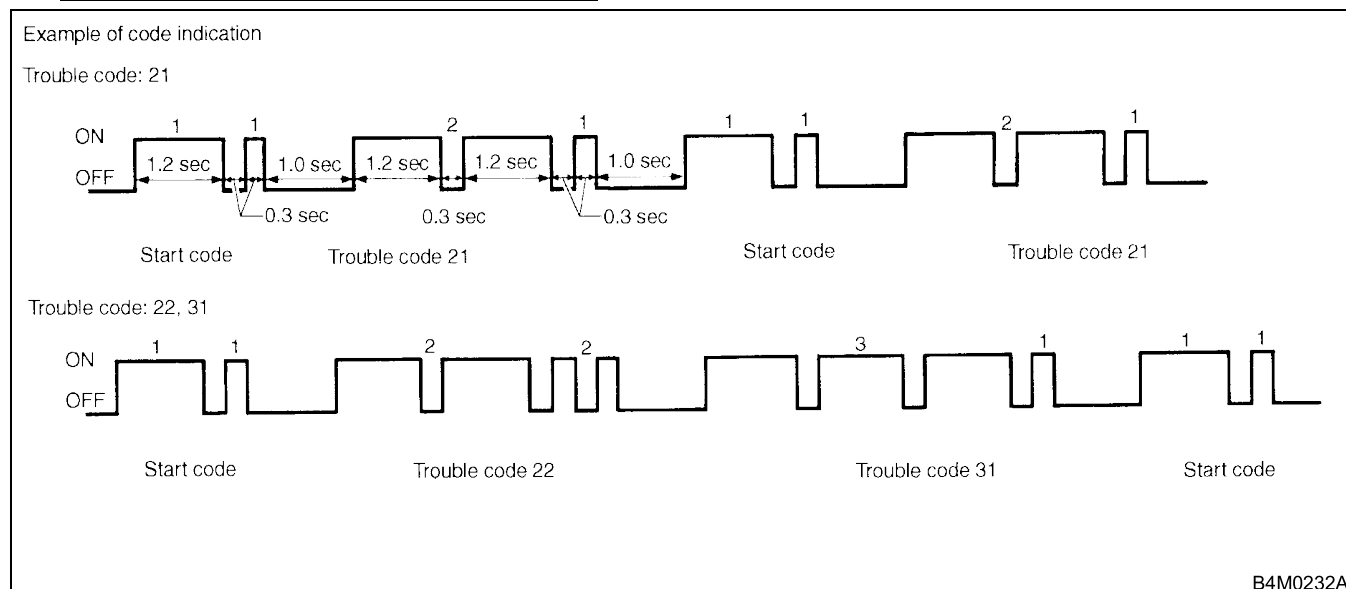 Example of code indication
Trouble code: 21
1 1 2 1 1 1 2 1
ON
1.2 sec 1.0 sec 1.2 sec 1.2 sec 1.0 sec
OFF
0.3 sec 0.3 sec 0.3 sec
Start code Trouble code 21 Start code Trouble code 21
Trouble code: 22, 31
1 1 2 2 3 1 1 1
ON
OFF
Start code Trouble code 22 Trouble code 31 Start code
B4M0232A